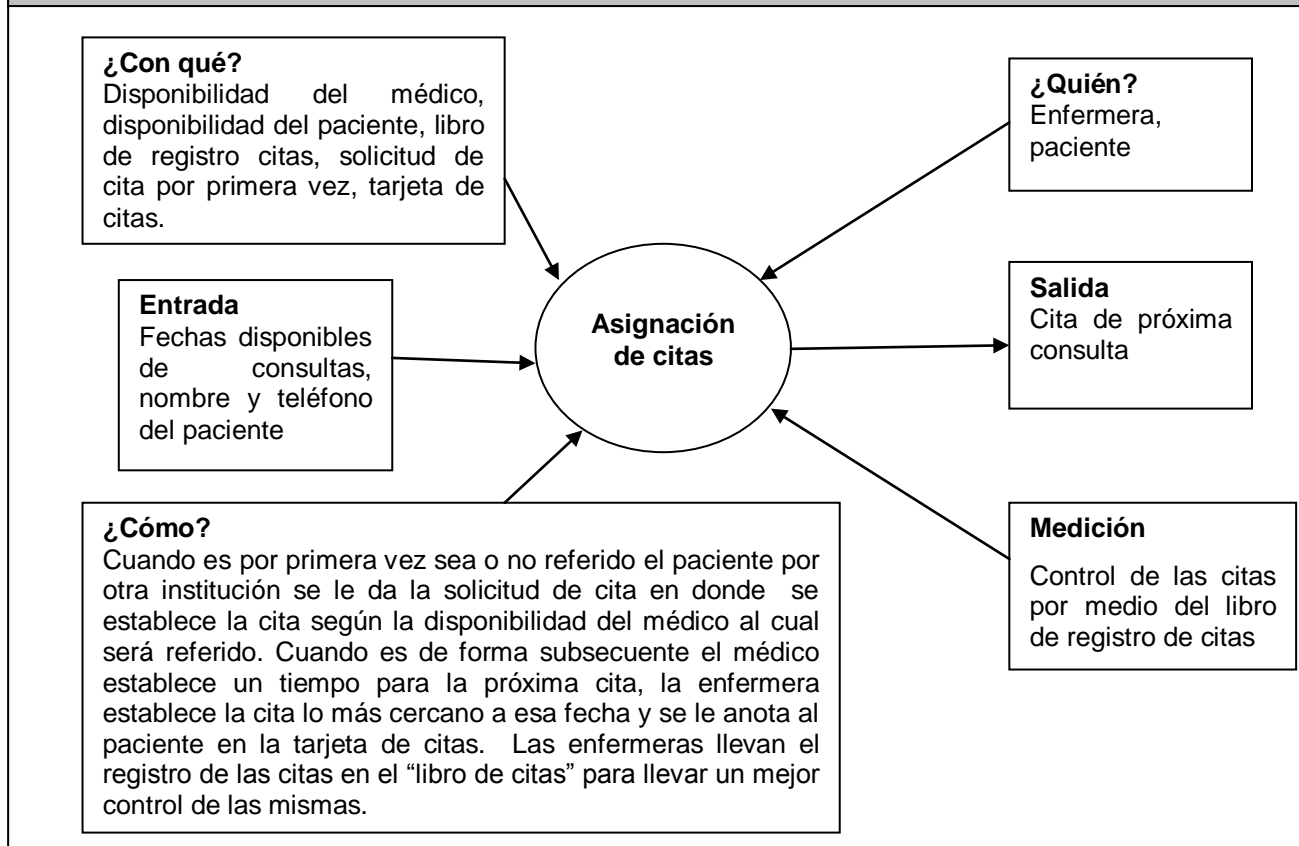 ¿Con qué?
Disponibilidad del médico,
disponibilidad del paciente, libro
de registro citas, solicitud de
cita por primera vez, tarjeta de
citas.
¿Quién?
Enfermera,
paciente
Entrada
Fechas disponibles
de consultas,
nombre y teléfono
del paciente
Asignación
de citas
Salida
Cita de próxima
consulta
¿Cómo?
Cuando es por primera vez sea o no referido el paciente por
otra institución se le da la solicitud de cita en donde se
establece la cita según la disponibilidad del médico al cual
será referido. Cuando es de forma subsecuente el médico
establece un tiempo para la próxima cita, la enfermera
establece la cita lo más cercano a esa fecha y se le anota al
paciente en la tarjeta de citas. Las enfermeras llevan el
registro de las citas en el “libro de citas” para llevar un mejor
control de las mismas.
Medición
Control de las citas
por medio del libro
de registro de citas